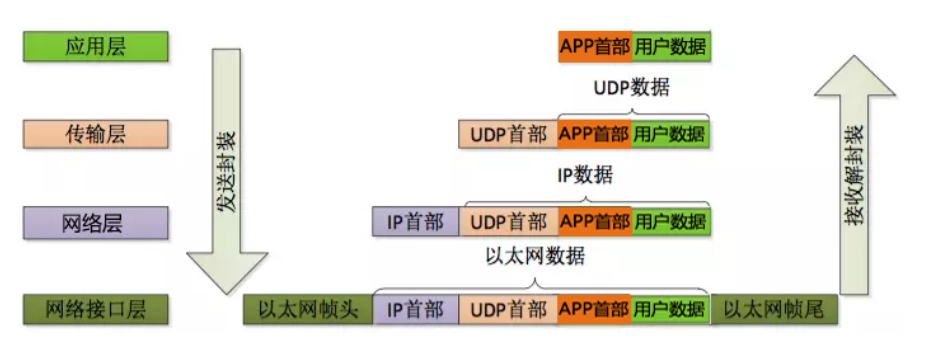 应用层 APP首部 用户数据
UDP数据
传输层 UDP首部 APP首部 用户数据
IP数据
发送封装
接收解封装
网络层 IP首部 UDP首部 APP首部 用户数据
以太网数据
网络接口层 以太网帧头 IP首部 UDP首部 APP首部 用户数据 以太网帧尾